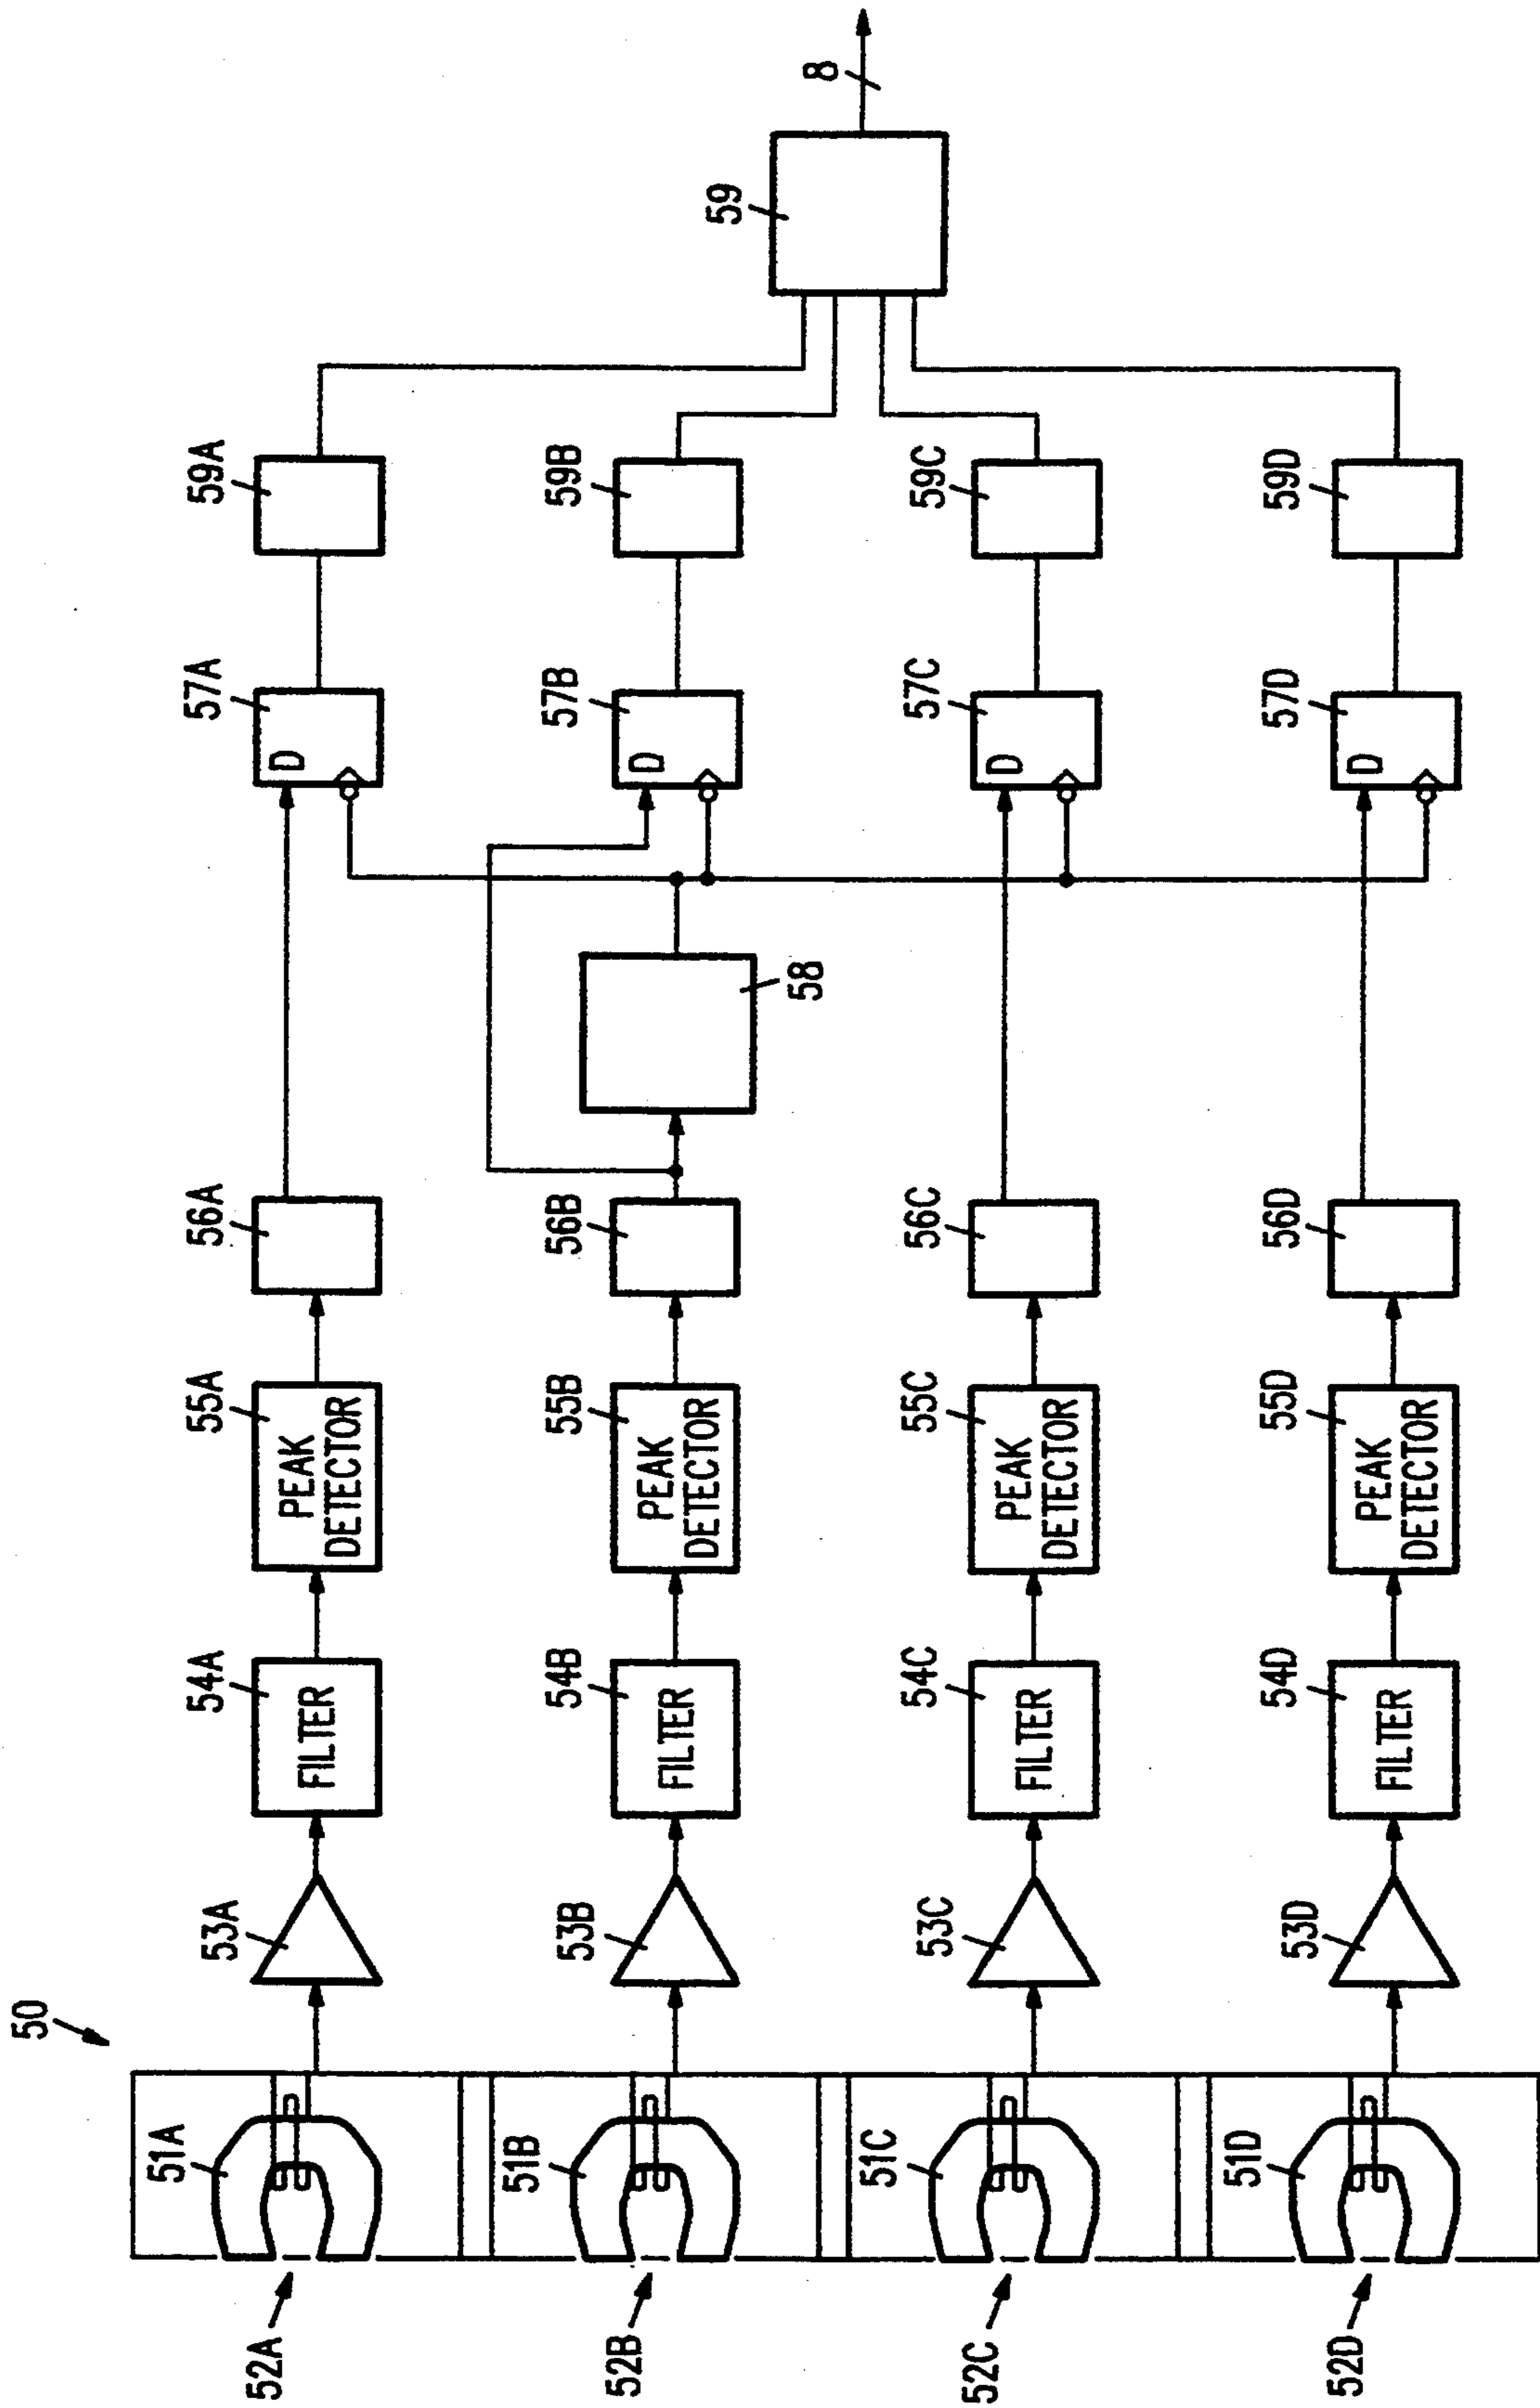 50
52A
51A
53A
54A
FILTER
55A
PEAK
DETECTOR
56A
57A
D
59A
52B
51B
53B
54B
FILTER
55B
PEAK
DETECTOR
56B
58
57B
D
59B
59
8
52C
51C
53C
54C
FILTER
55C
PEAK
DETECTOR
56C
57C
D
59C
52D
51D
53D
54D
FILTER
55D
PEAK
DETECTOR
56D
57D
D
59D